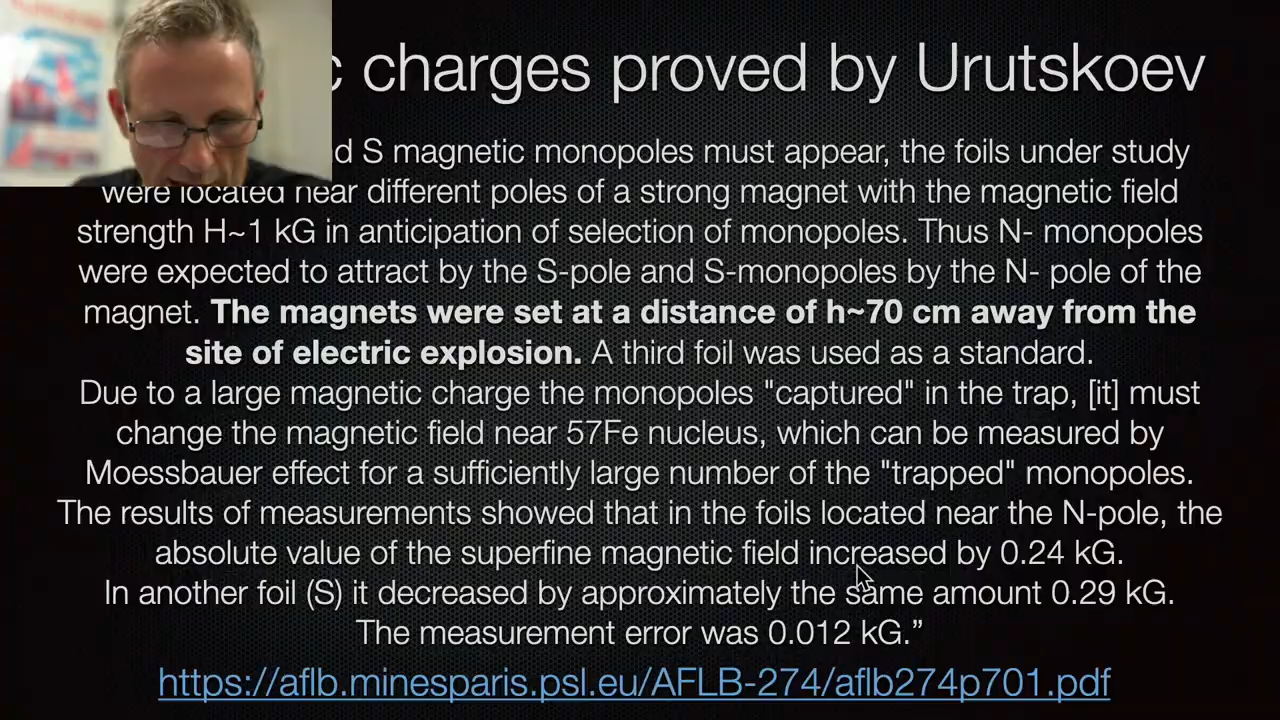 charges proved by Urutskoev
S magnetic monopoles must appear, the foils under study
were located near different poles of a strong magnet with the magnetic field
strength H~1 kG in anticipation of selection of monopoles. Thus N- monopoles
were expected to attract by the S-pole and S-monopoles by the N- pole of the
magnet. The magnets were set at a distance of h~70 cm away from the
site of electric explosion. A third foil was used as a standard.
Due to a large magnetic charge the monopoles "captured" in the trap, [it] must
change the magnetic field near 57Fe nucleus, which can be measured by
Moessbauer effect for a sufficiently large number of the "trapped" monopoles.
The results of measurements showed that in the foils located near the N-pole, the
absolute value of the superfine magnetic field increased by 0.24 kG.
In another foil (S) it decreased by approximately the same amount 0.29 kG.
The measurement error was 0.012 kG.”
https://aflb.minesparis.psl.eu/AFLB-274/aflb274p701.pdf